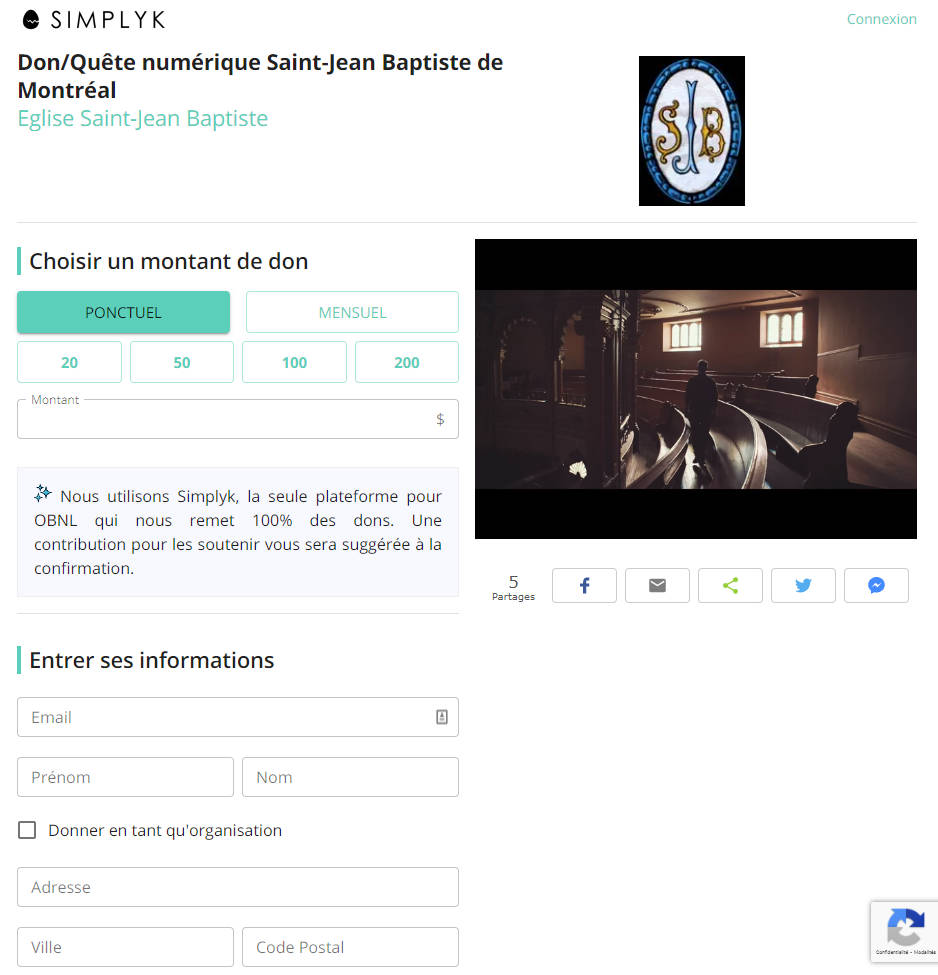 SIMPLYK
Connexion
Don/Quête numérique Saint-Jean Baptiste de
Montréal
Eglise Saint-Jean Baptiste
SJB
Choisir un montant de don
PONCTUEL
MENSUEL
20
50
100
200
Montant
$
Nous utilisons Simplyk, la seule plateforme pour
OBNL qui nous remet 100% des dons. Une
contribution pour les soutenir vous sera suggérée à la
confirmation.
5
Partages
Entrer ses informations
Email
Prénom
Nom
Donner en tant qu'organisation
Adresse
Ville
Code Postal
Confidentialité - Modalités